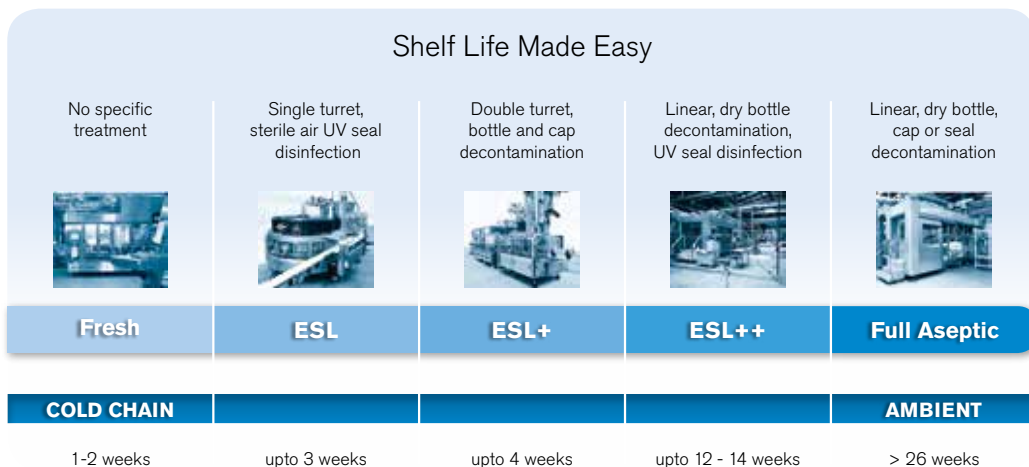 Shelf Life Made Easy
No specific
treatment
Single turret,
sterile air UV seal
disinfection
Double turret,
bottle and cap
decontamination
Linear, dry bottle
decontamination,
UV seal disinfection
Linear, dry bottle,
cap or seal
decontamination
Fresh
ESL
ESL+
ESL++
Full Aseptic
COLD CHAIN
AMBIENT
1-2 weeks
upto 3 weeks
upto 4 weeks
upto 12 - 14 weeks
> 26 weeks